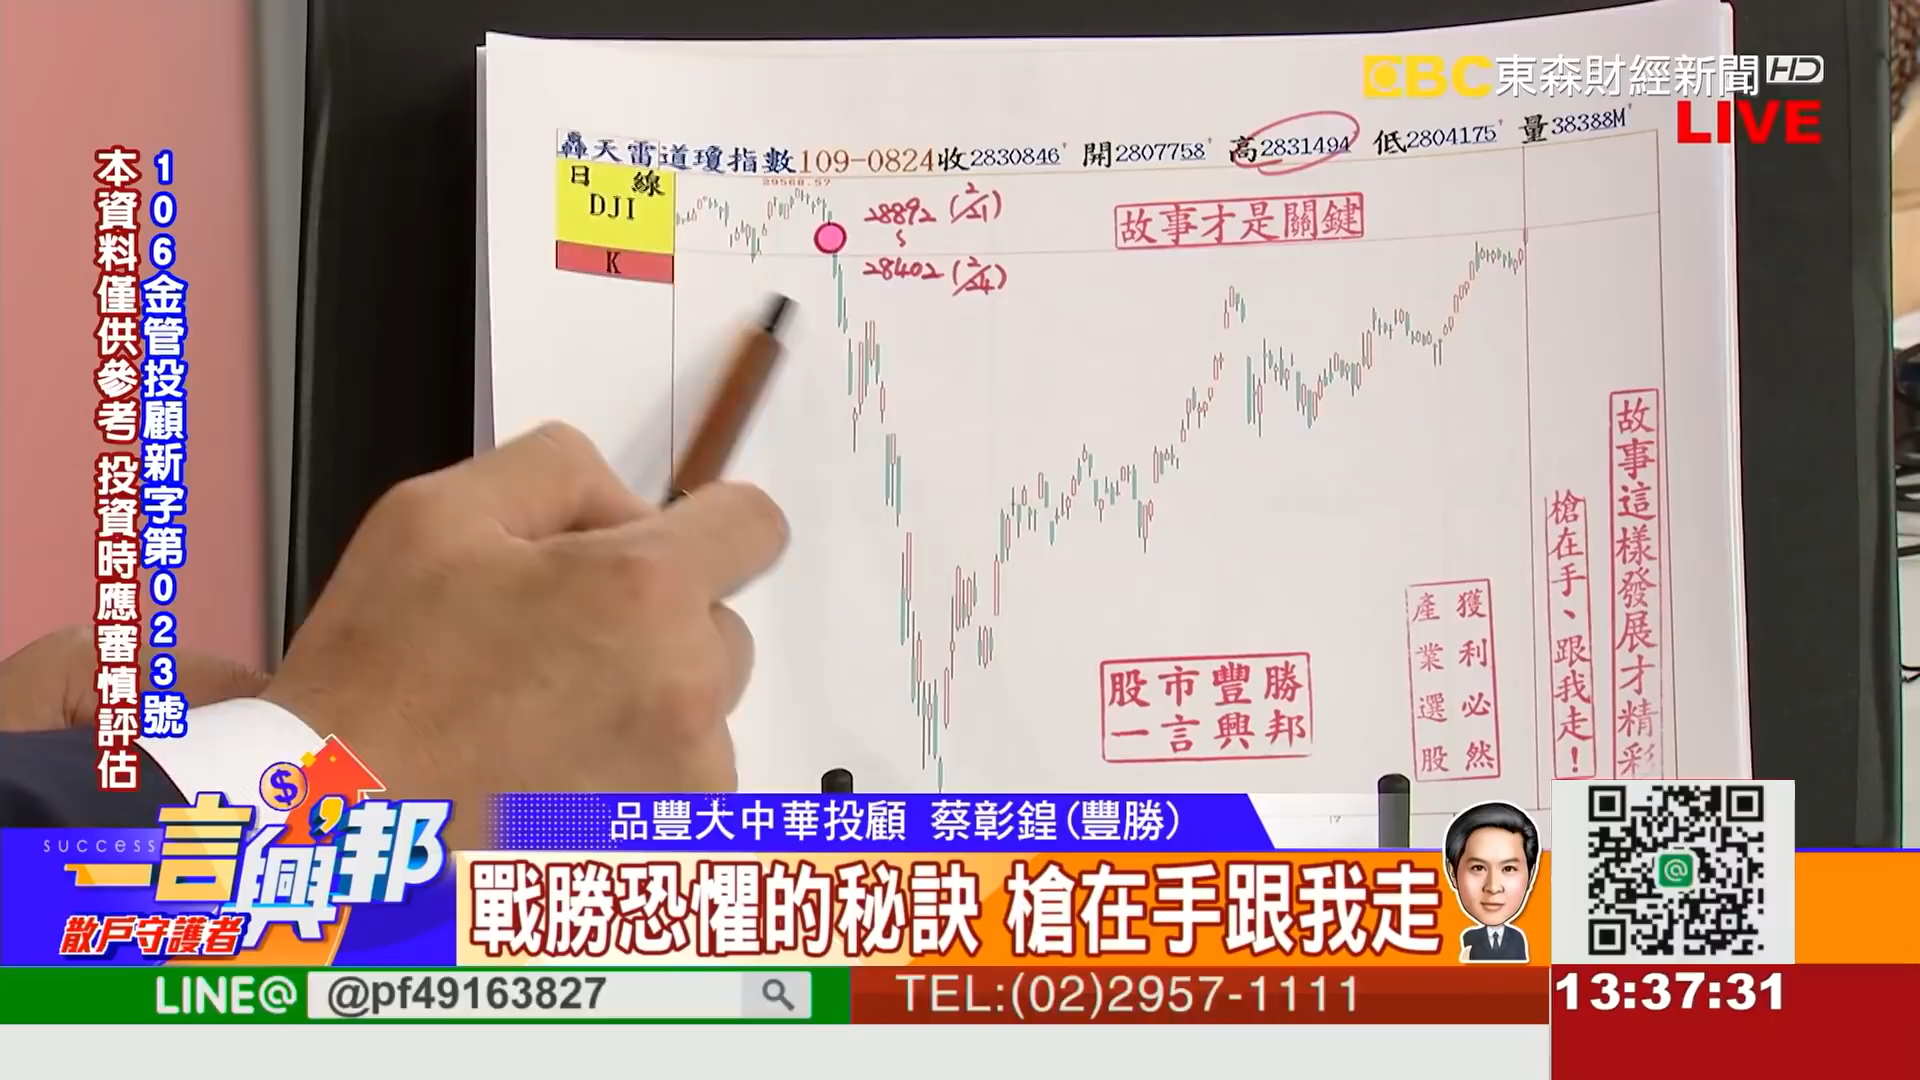 EBC東森財經新聞HD
LIVE
轟天雷道瓊指數109-0824收2830846' 開2807758' 高2831494' 低2804175' 量38388M'
日 線
DJI
K
29568.57
28892 (2/21)
28402 (2/24)
故事才是關鍵
故事這樣發展才精彩
槍在手、跟我走!
獲利必然
產業選股
股市豐勝
一言興邦
106金管投顧新字第023號
本資料僅供參考 投資時應審慎評估
success
一言興邦
散戶守護者
品豐大中華投顧 蔡彰鍠(豐勝)
戰勝恐懼的秘訣 槍在手跟我走
LINE@ @pf49163827
TEL:(02)2957-1111
13:37:31